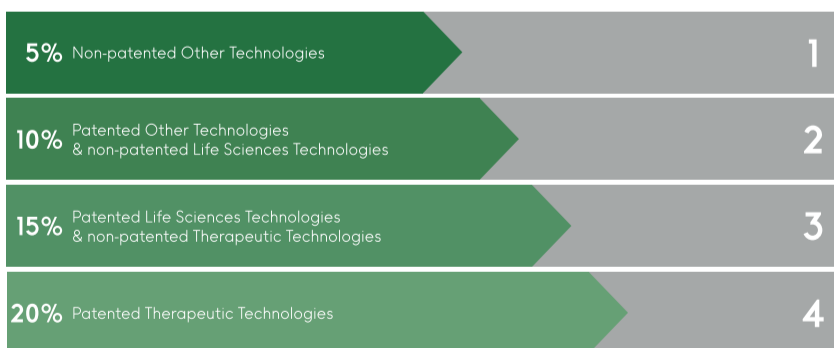 5% Non-patented Other Technologies 1
10% Patented Other Technologies
& non-patented Life Sciences Technologies 2
15% Patented Life Sciences Technologies
& non-patented Therapeutic Technologies 3
20% Patented Therapeutic Technologies 4